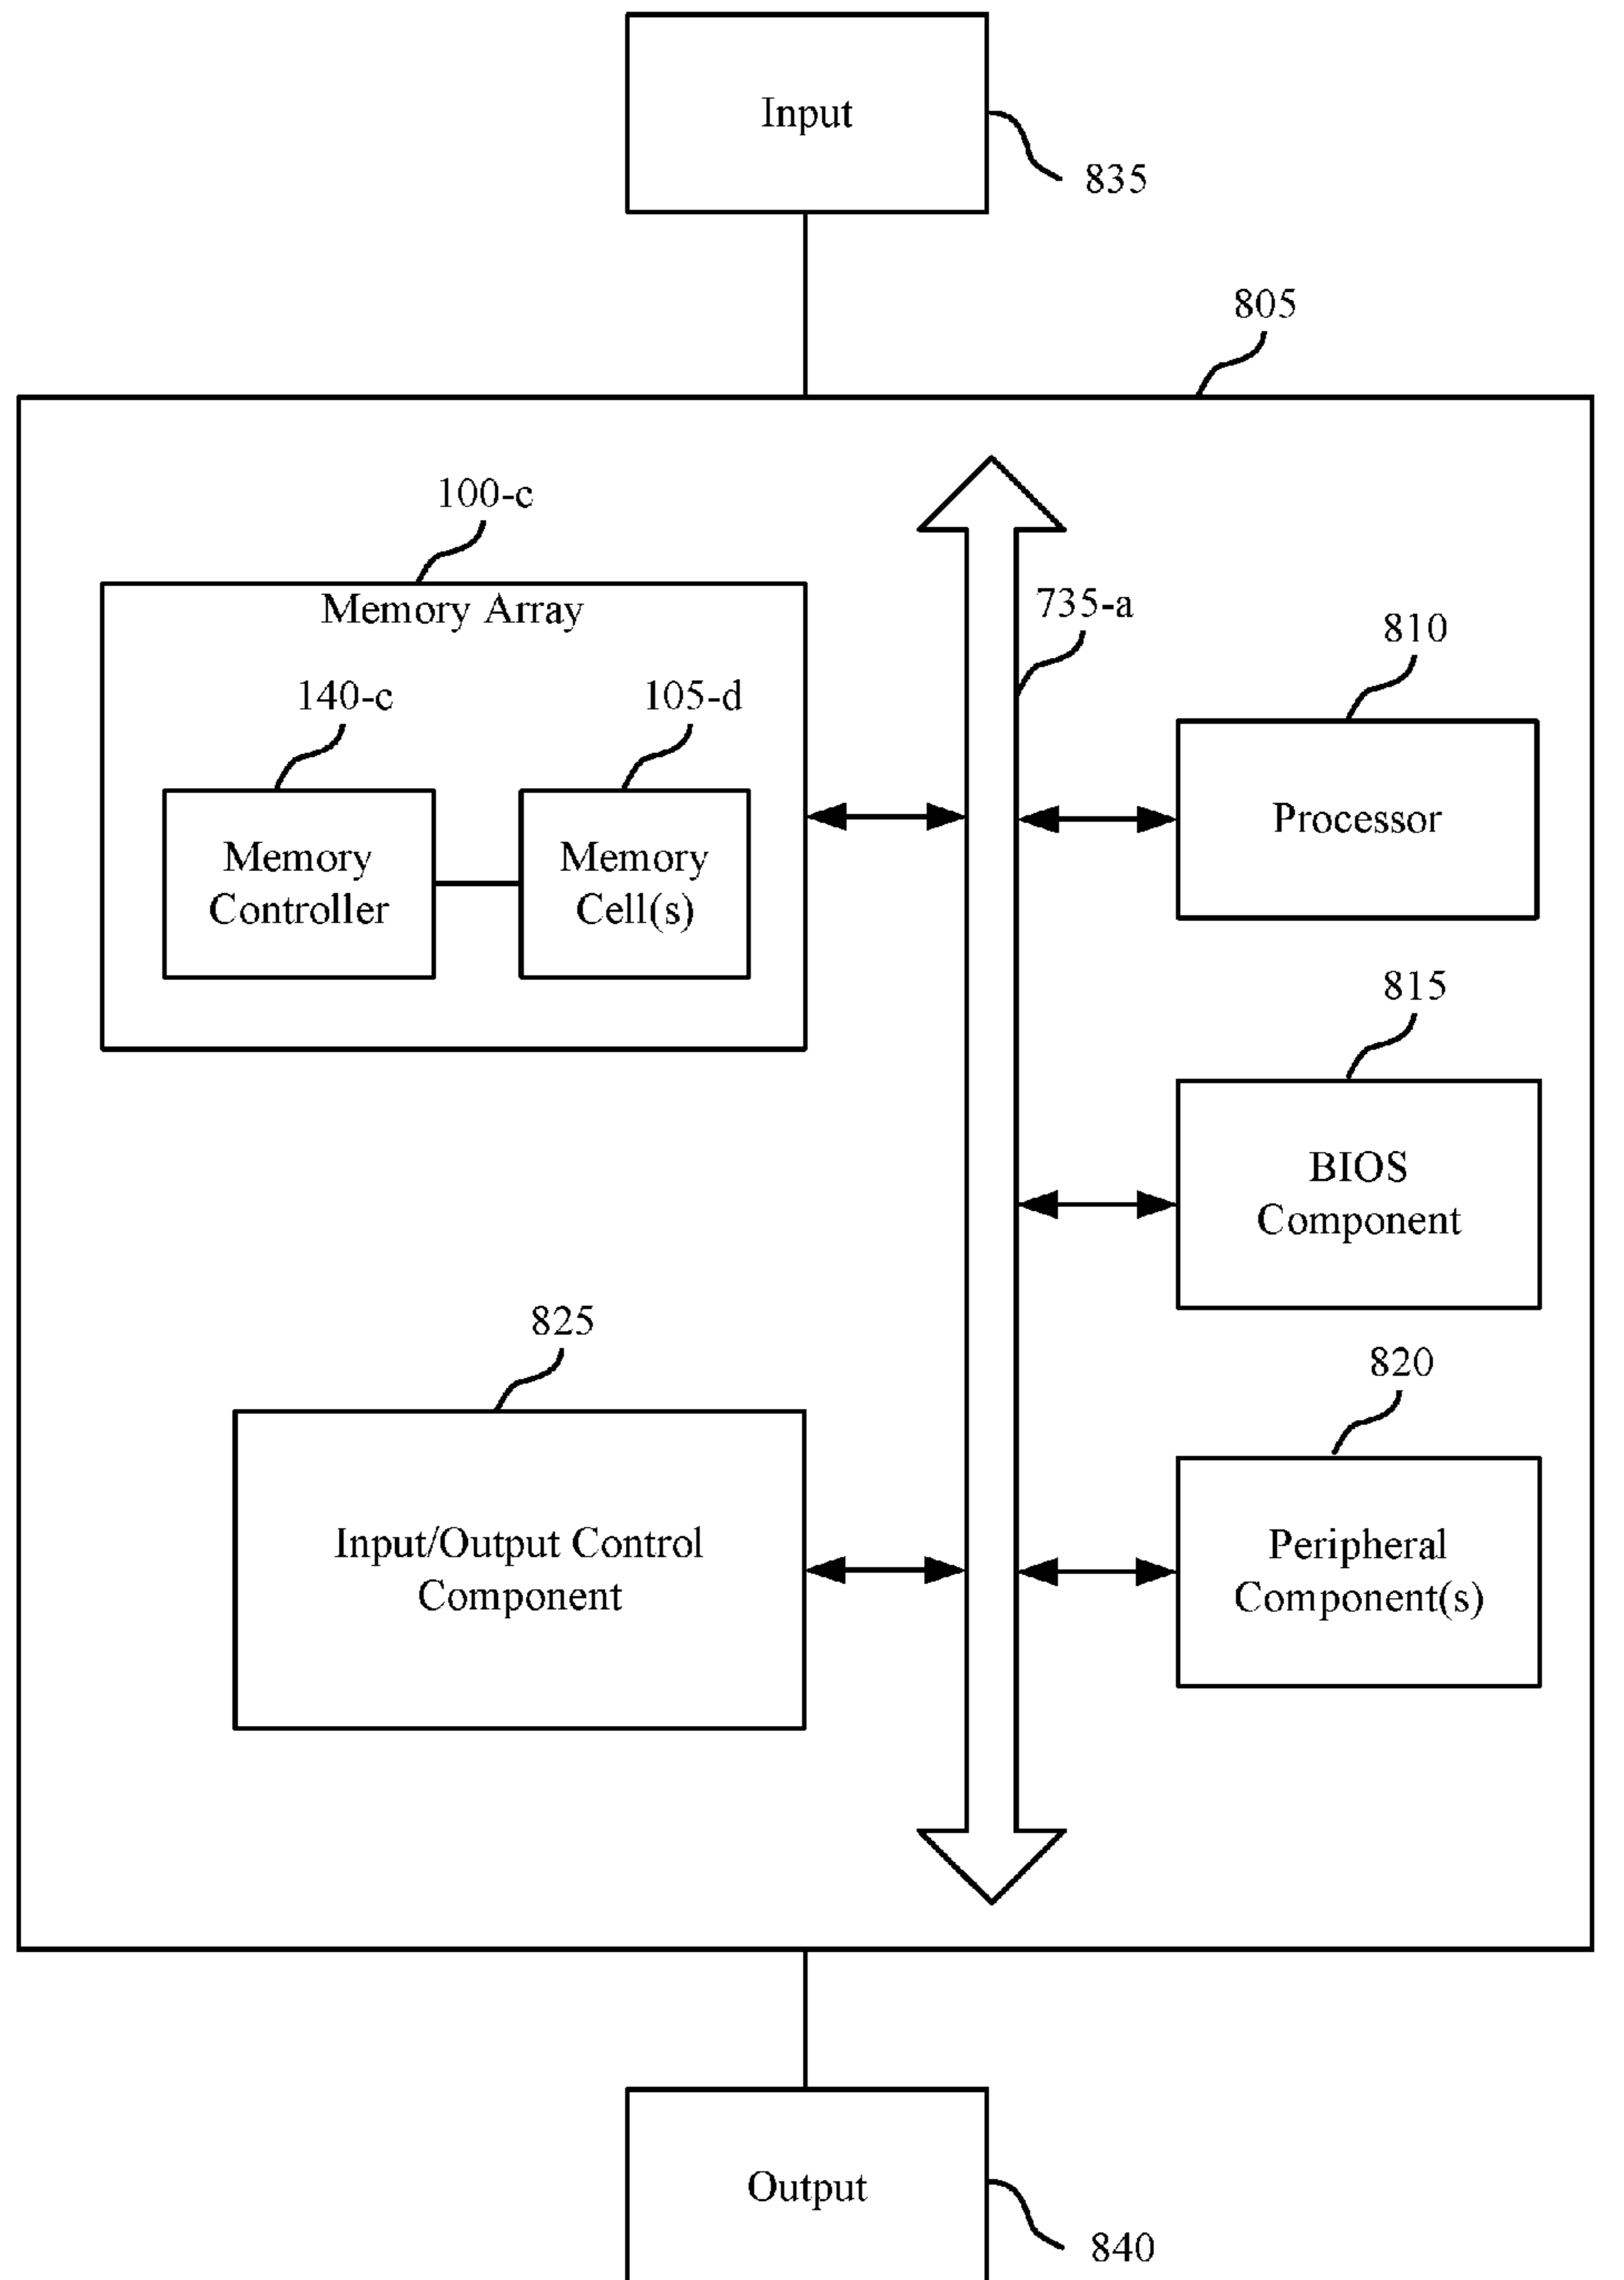 Input
835
805
100-c
Memory Array
735-a
810
140-c
105-d
Processor
Memory
Controller
Memory
Cell(s)
815
BIOS
Component
825
820
Input/Output Control
Component
Peripheral
Component(s)
Output
840